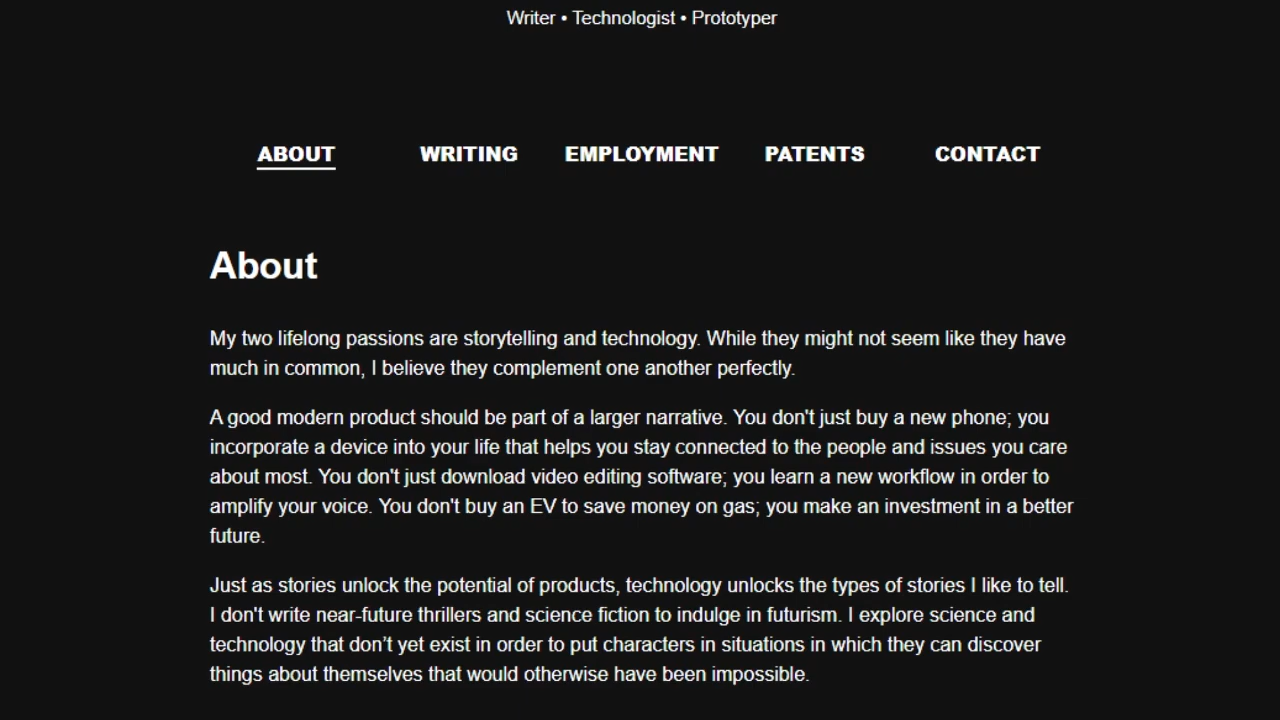 Writer • Technologist • Prototyper
ABOUT WRITING EMPLOYMENT PATENTS CONTACT
About
My two lifelong passions are storytelling and technology. While they might not seem like they have
much in common, I believe they complement one another perfectly.
A good modern product should be part of a larger narrative. You don't just buy a new phone; you
incorporate a device into your life that helps you stay connected to the people and issues you care
about most. You don't just download video editing software; you learn a new workflow in order to
amplify your voice. You don't buy an EV to save money on gas; you make an investment in a better
future.
Just as stories unlock the potential of products, technology unlocks the types of stories I like to tell.
I don't write near-future thrillers and science fiction to indulge in futurism. I explore science and
technology that don’t yet exist in order to put characters in situations in which they can discover
things about themselves that would otherwise have been impossible.